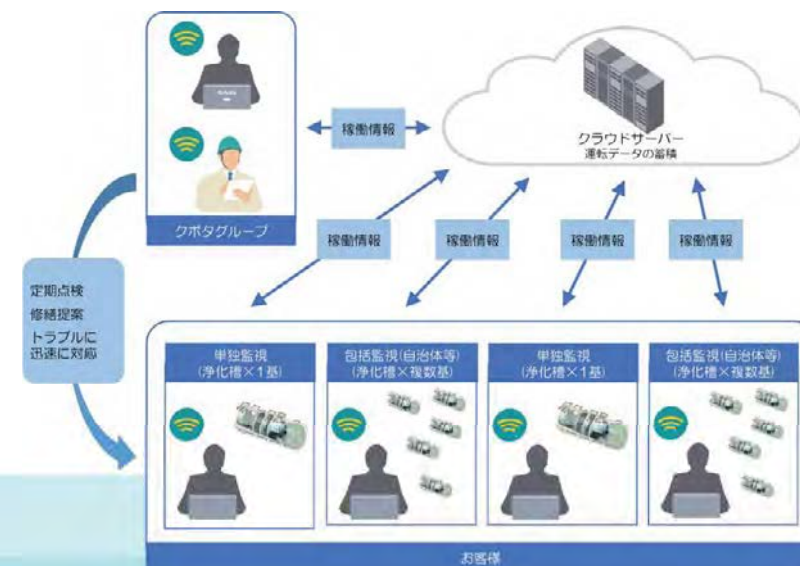 稼働情報
クラウドサーバー
運転データの蓄積
クボタグループ
稼働情報
稼働情報
稼働情報
稼働情報
定期点検
修繕提案
トラブルに
迅速に対応
単独監視
(浄化槽×1基)
包括監視(自治体等)
(浄化槽×複数基)
単独監視
(浄化槽×1基)
包括監視(自治体等)
(浄化槽×複数基)
お客様